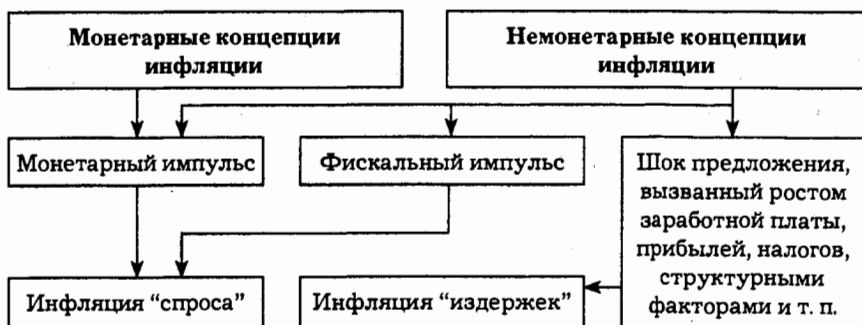 Монетарные концепции
инфляции
Немонетарные концепции
инфляции
Монетарный импульс
Фискальный импульс
Шок предложения,
вызванный ростом
заработной платы,
прибылей, налогов,
структурными
факторами и т. п.
Инфляция “спроса”
Инфляция “издержек”